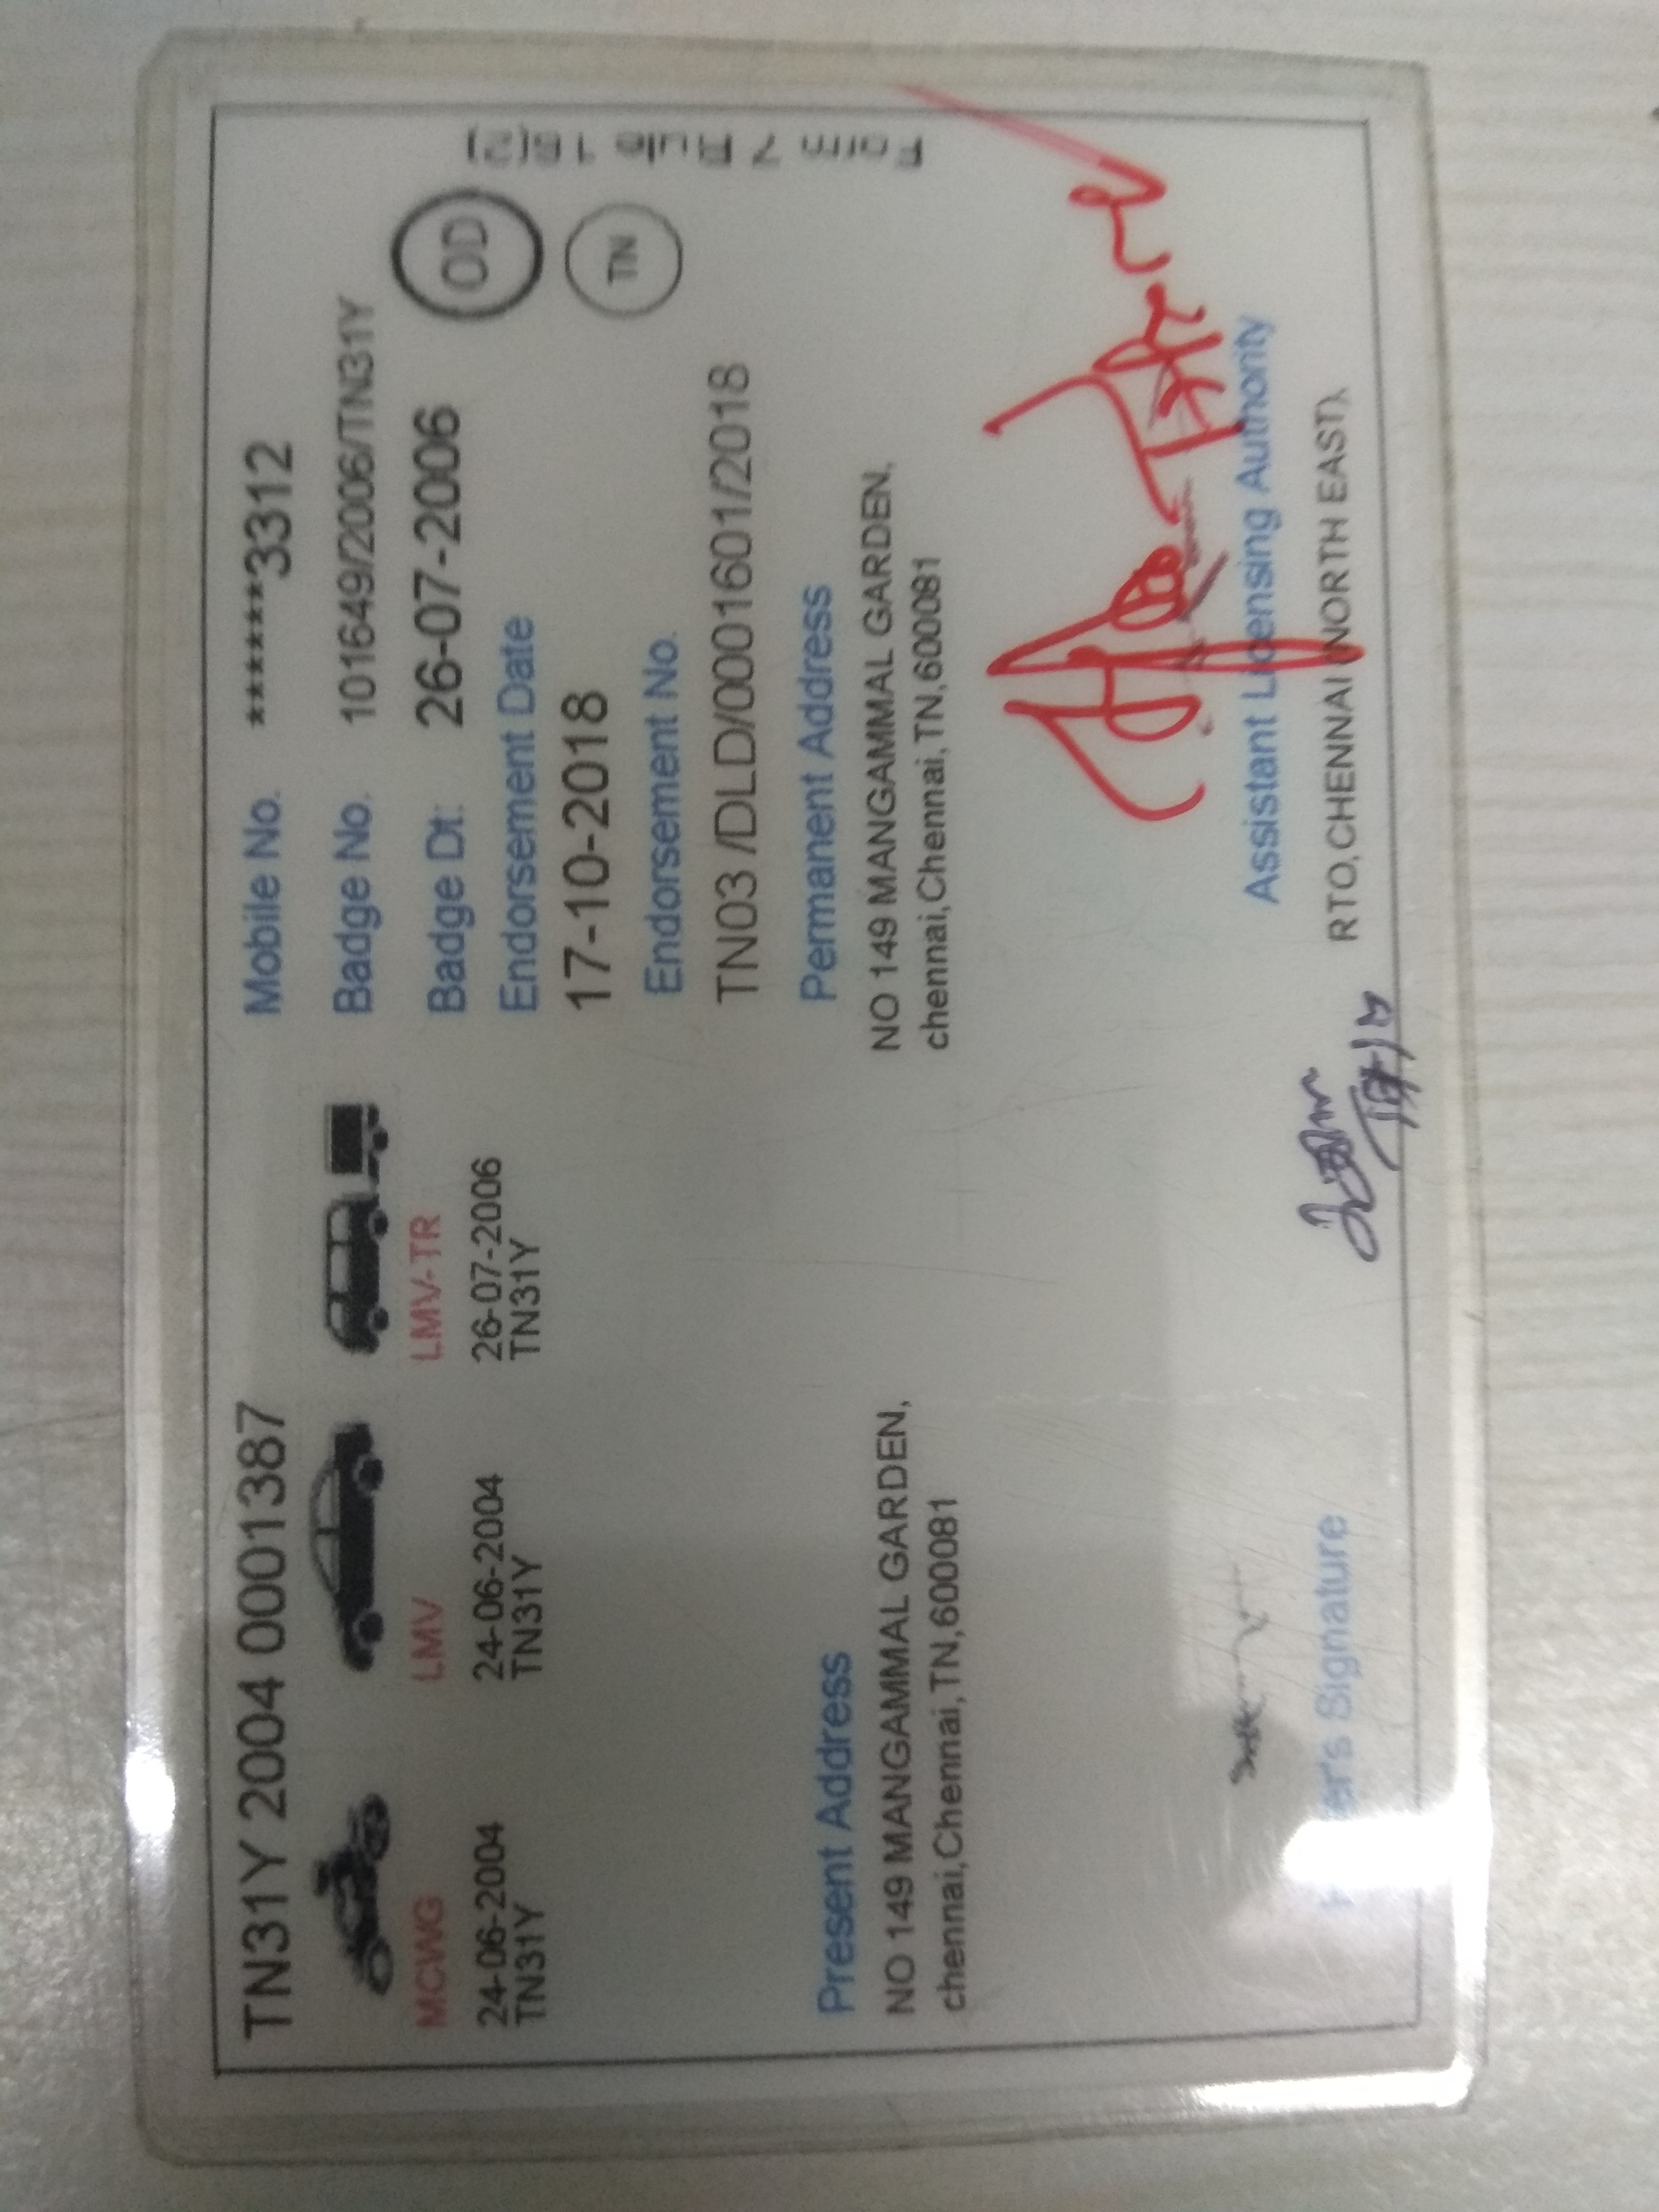 TN31Y 2004 0001387
MCWG
24-06-2004
TN31Y
LMV
24-06-2004
TN31Y
LMV-TR
26-07-2006
TN31Y
Mobile No. ******3312
Badge No. 101649/2006/TN31Y
Badge Dt: 26-07-2006
Endorsement Date
17-10-2018
Endorsement No.
TN03 /DLD/0001601/2018
OD
TN
Form 7 Rule 16(2)
Present Address
NO 149 MANGAMMAL GARDEN,
chennai,Chennai,TN,600081
Permanent Address
NO 149 MANGAMMAL GARDEN,
chennai,Chennai,TN,600081
Signature
Assistant Licensing Authority
RTO,CHENNAI (NORTH EAST),